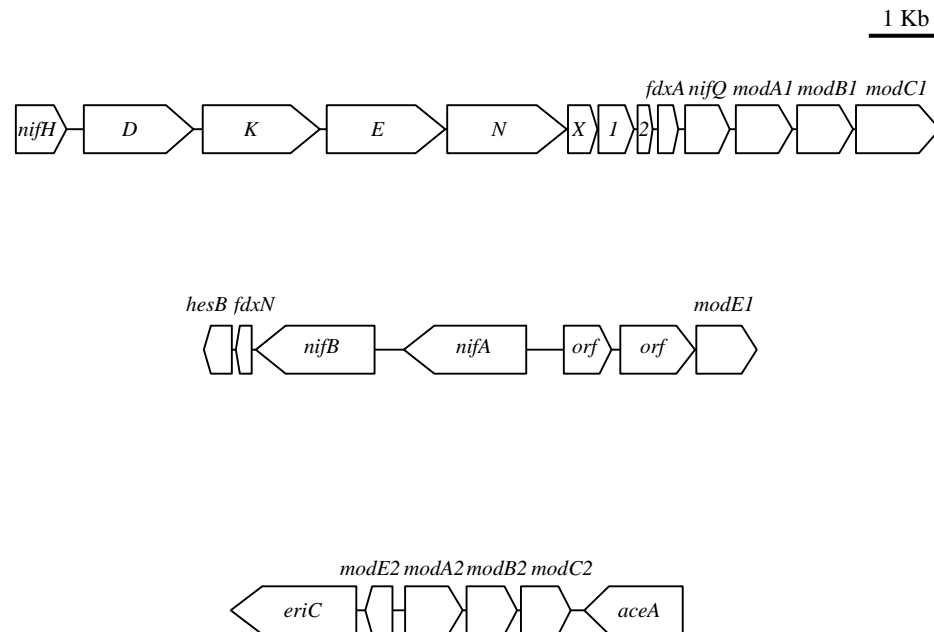 1 Kb
fdxA nifQ modA1 modB1 modC1
nifH D K E N X 1 2
hesB fdxN modE1
nifB nifA orf orf
modE2 modA2 modB2 modC2
eriC aceA